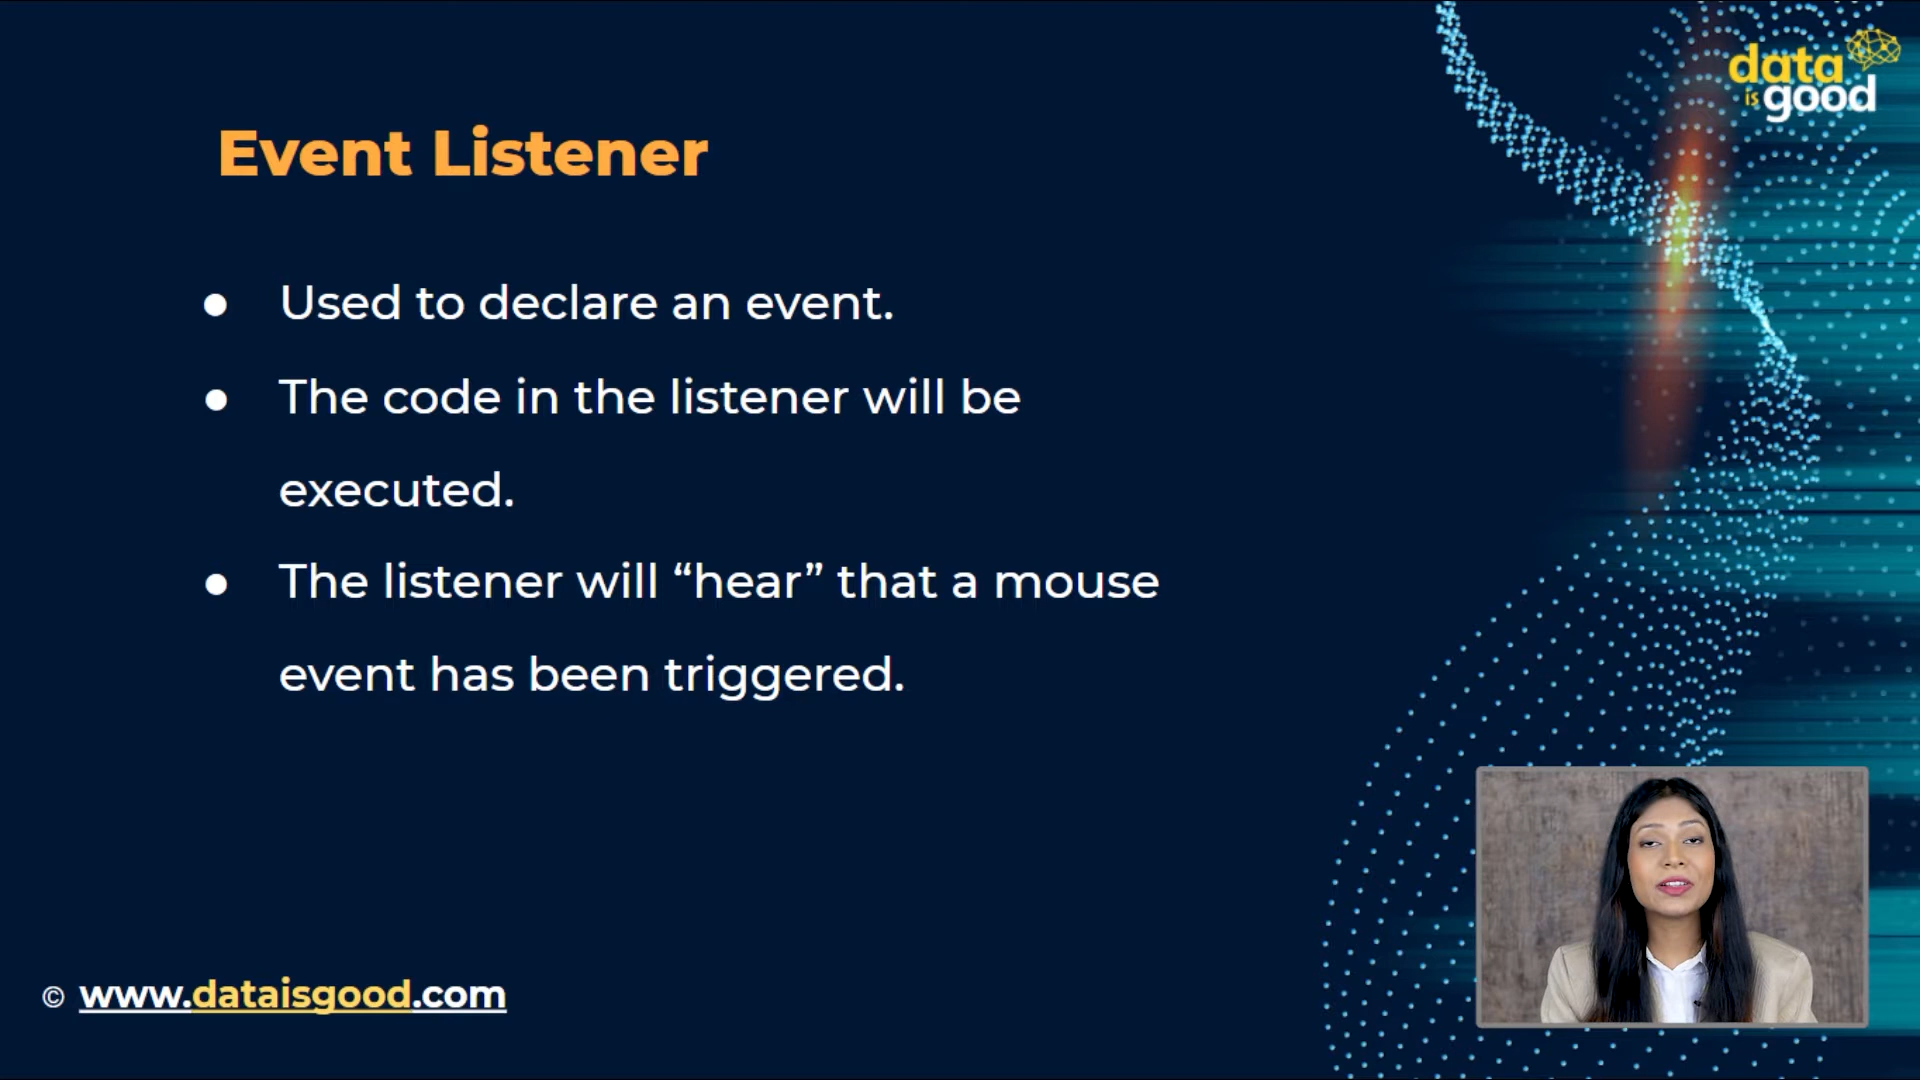 data
is good
Event Listener
● Used to declare an event.
● The code in the listener will be
executed.
● The listener will “hear” that a mouse
event has been triggered.
© www.dataisgood.com